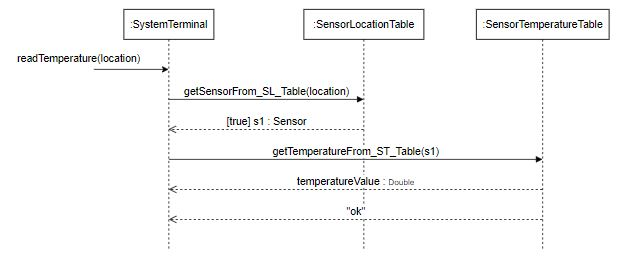 :SystemTerminal
:SensorLocationTable
:SensorTemperatureTable
readTemperature(location)
getSensorFrom_SL_Table(location)
[true] s1 : Sensor
getTemperatureFrom_ST_Table(s1)
temperatureValue : Double
"ok"